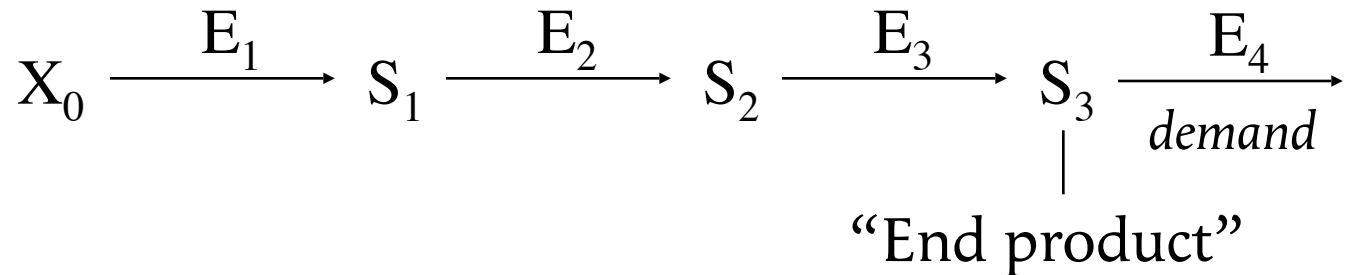 E₁ E₂ E₃ E₄
X₀ S₁ S₂ S₃
demand
“End product”